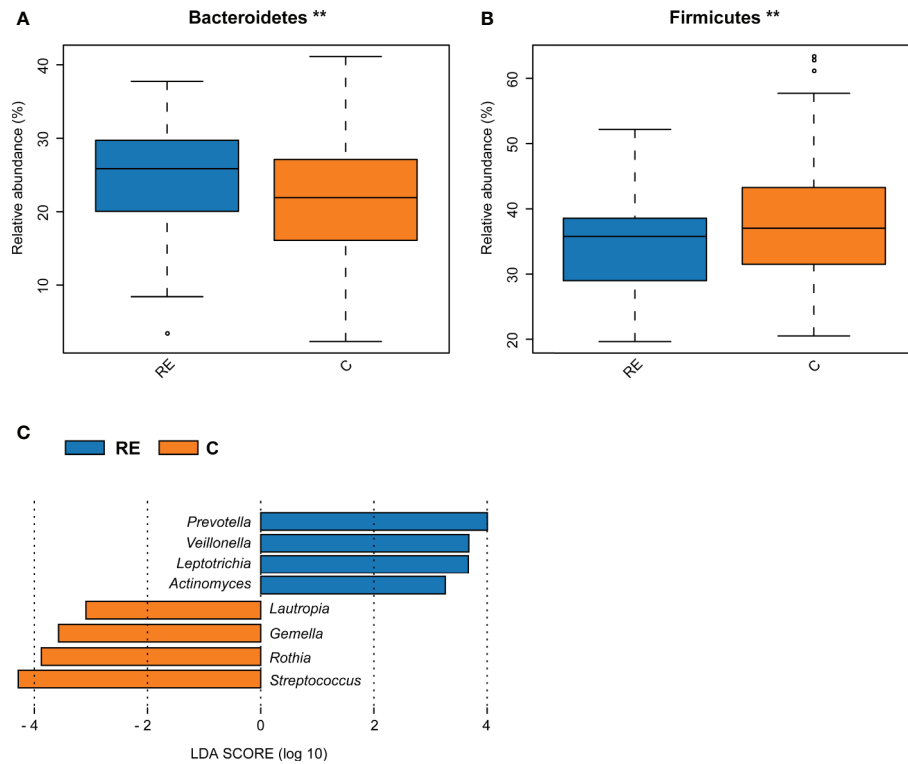 A
Bacteroidetes **
Relative abundance (%)
40
30
20
10
RE
C
B
Firmicutes **
Relative abundance (%)
60
50
40
30
20
RE
C
C
RE
C
Prevotella
Veillonella
Leptotrichia
Actinomyces
Lautropia
Gemella
Rothia
Streptococcus
- 4
- 2
0
2
4
LDA SCORE (log 10)